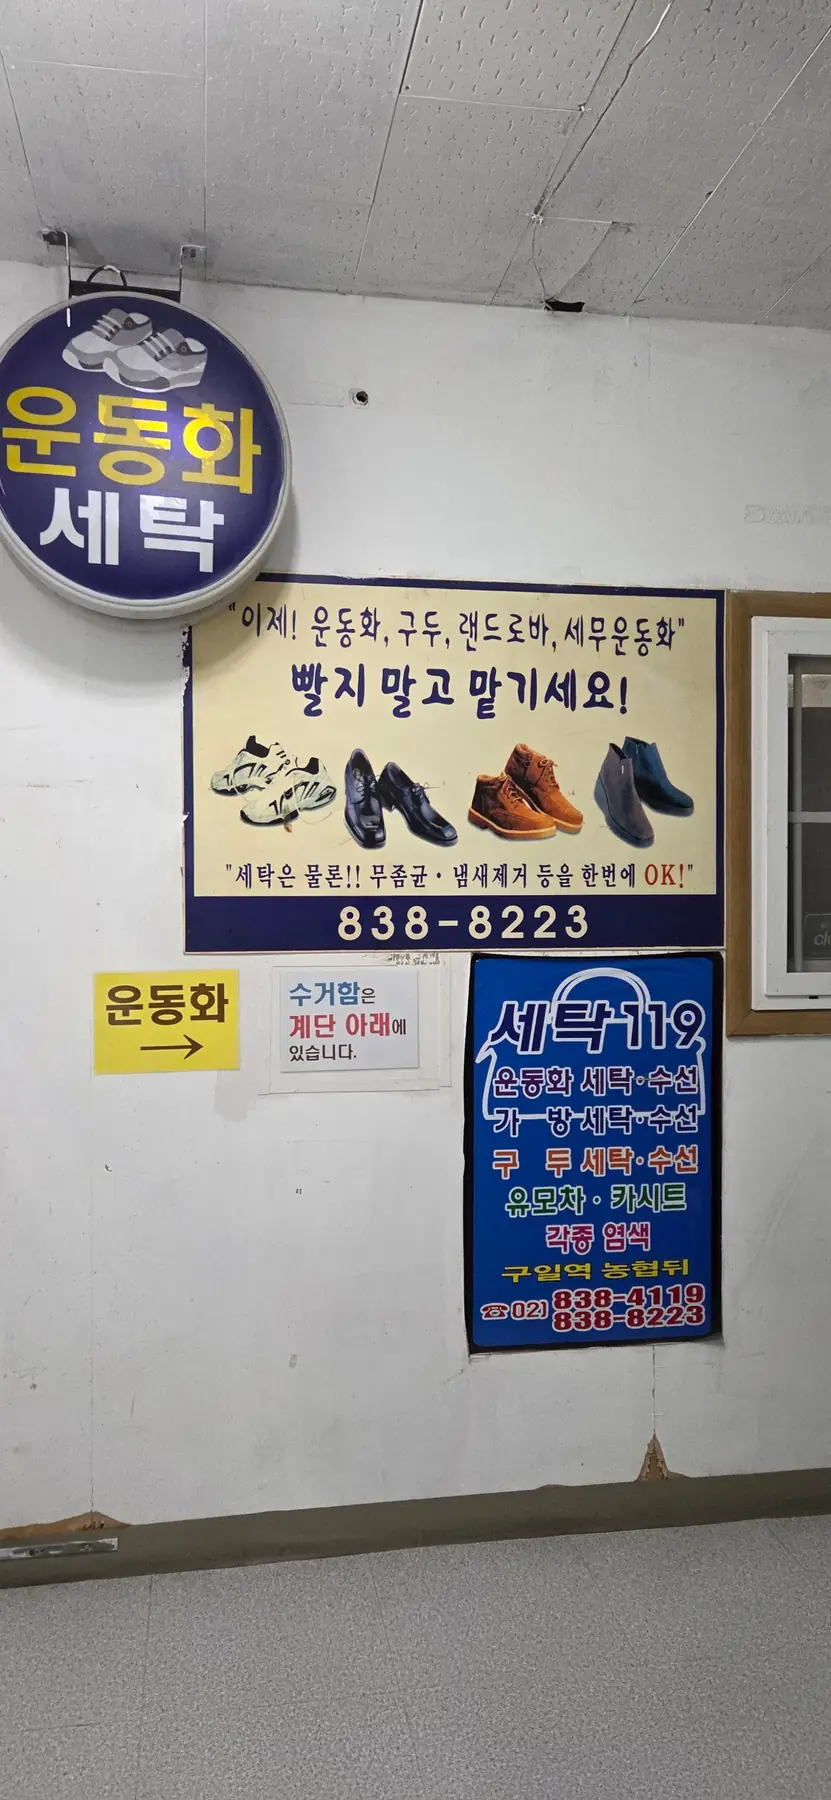 운동화
세탁
"이제! 운동화, 구두, 랜드로바, 세무운동화"
빨지 말고 맡기세요!
"세탁은 물론!! 무좀균·냄새제거 등을 한번에 OK!"
838-8223
운동화
→
수거함은
계단 아래에
있습니다.
세탁119
운동화 세탁·수선
가 방 세탁·수선
구 두 세탁·수선
유모차·카시트
각종 염색
구일역 농협뒤
☎02) 838-4119
838-8223